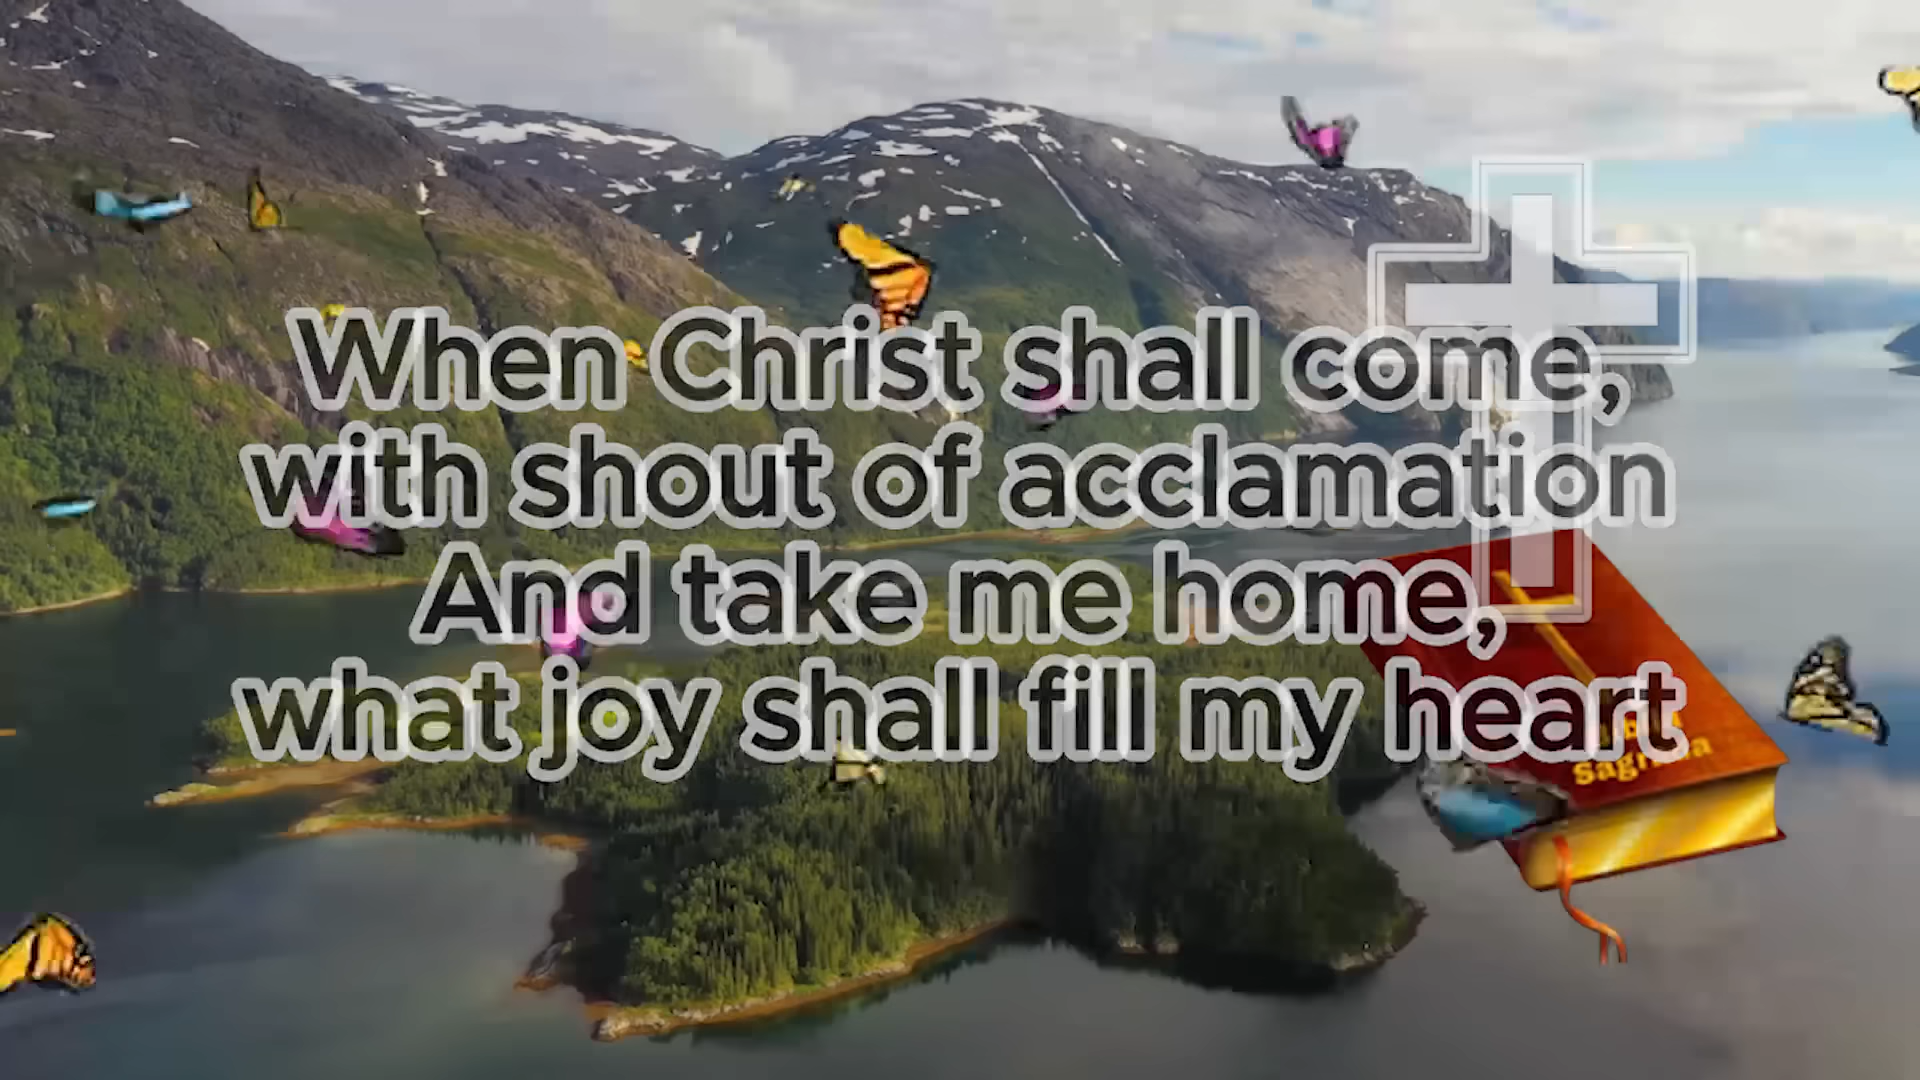 When Christ shall come,
with shout of acclamation
And take me home,
what joy shall fill my heart
Sagrada